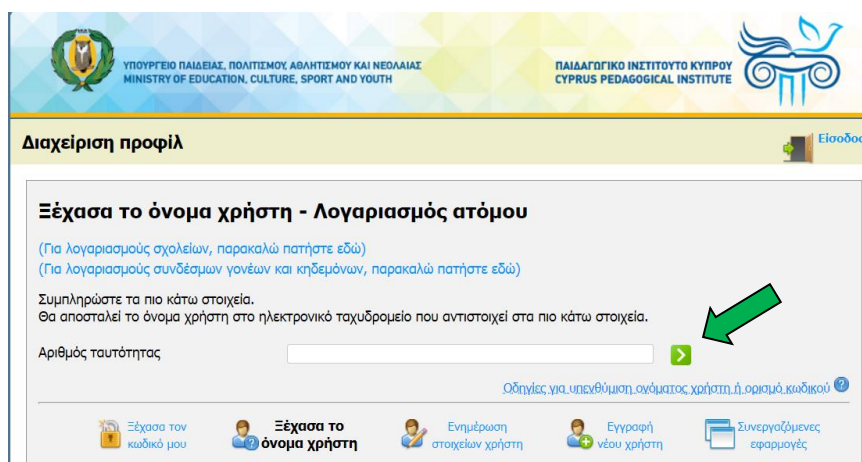 ΥΠΟΥΡΓΕΙΟ ΠΑΙΔΕΙΑΣ, ΠΟΛΙΤΙΣΜΟΥ, ΑΘΛΗΤΙΣΜΟΥ ΚΑΙ ΝΕΟΛΑΙΑΣ
MINISTRY OF EDUCATION, CULTURE, SPORT AND YOUTH
ΠΑΙΔΑΓΩΓΙΚΟ ΙΝΣΤΙΤΟΥΤΟ ΚΥΠΡΟΥ
CYPRUS PEDAGOGICAL INSTITUTE
Διαχείριση προφίλ
Είσοδος
Ξέχασα το όνομα χρήστη - Λογαριασμός ατόμου
(Για λογαριασμούς σχολείων, παρακαλώ πατήστε εδώ)
(Για λογαριασμούς συνδέσμων γονέων και κηδεμόνων, παρακαλώ πατήστε εδώ)
Συμπληρώστε τα πιο κάτω στοιχεία.
Θα αποσταλεί το όνομα χρήστη στο ηλεκτρονικό ταχυδρομείο που αντιστοιχεί στα πιο κάτω στοιχεία.
Αριθμός ταυτότητας
Οδηγίες για υπενθύμιση ονόματος χρήστη ή ορισμό κωδικού
Ξέχασα τον
κωδικό μου
Ξέχασα το
όνομα χρήστη
Ενημέρωση
στοιχείων χρήστη
Εγγραφή
νέου χρήστη
Συνεργαζόμενες
εφαρμογές